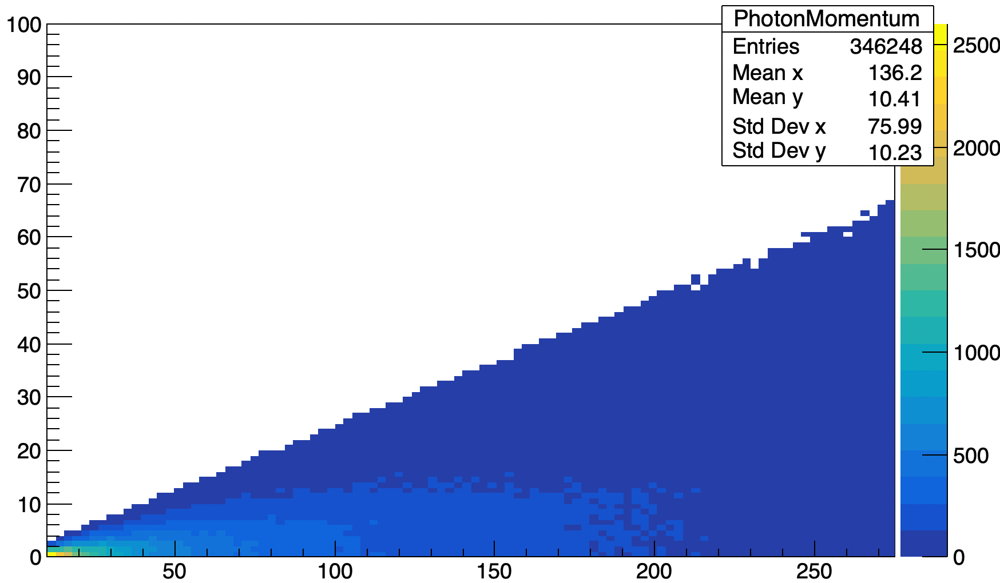 PhotonMomentum
Entries 346248
Mean x 136.2
Mean y 10.41
Std Dev x 75.99
Std Dev y 10.23
100
90
80
70
60
50
40
30
20
10
0
50 100 150 200 250
2500
2000
1500
1000
500
0